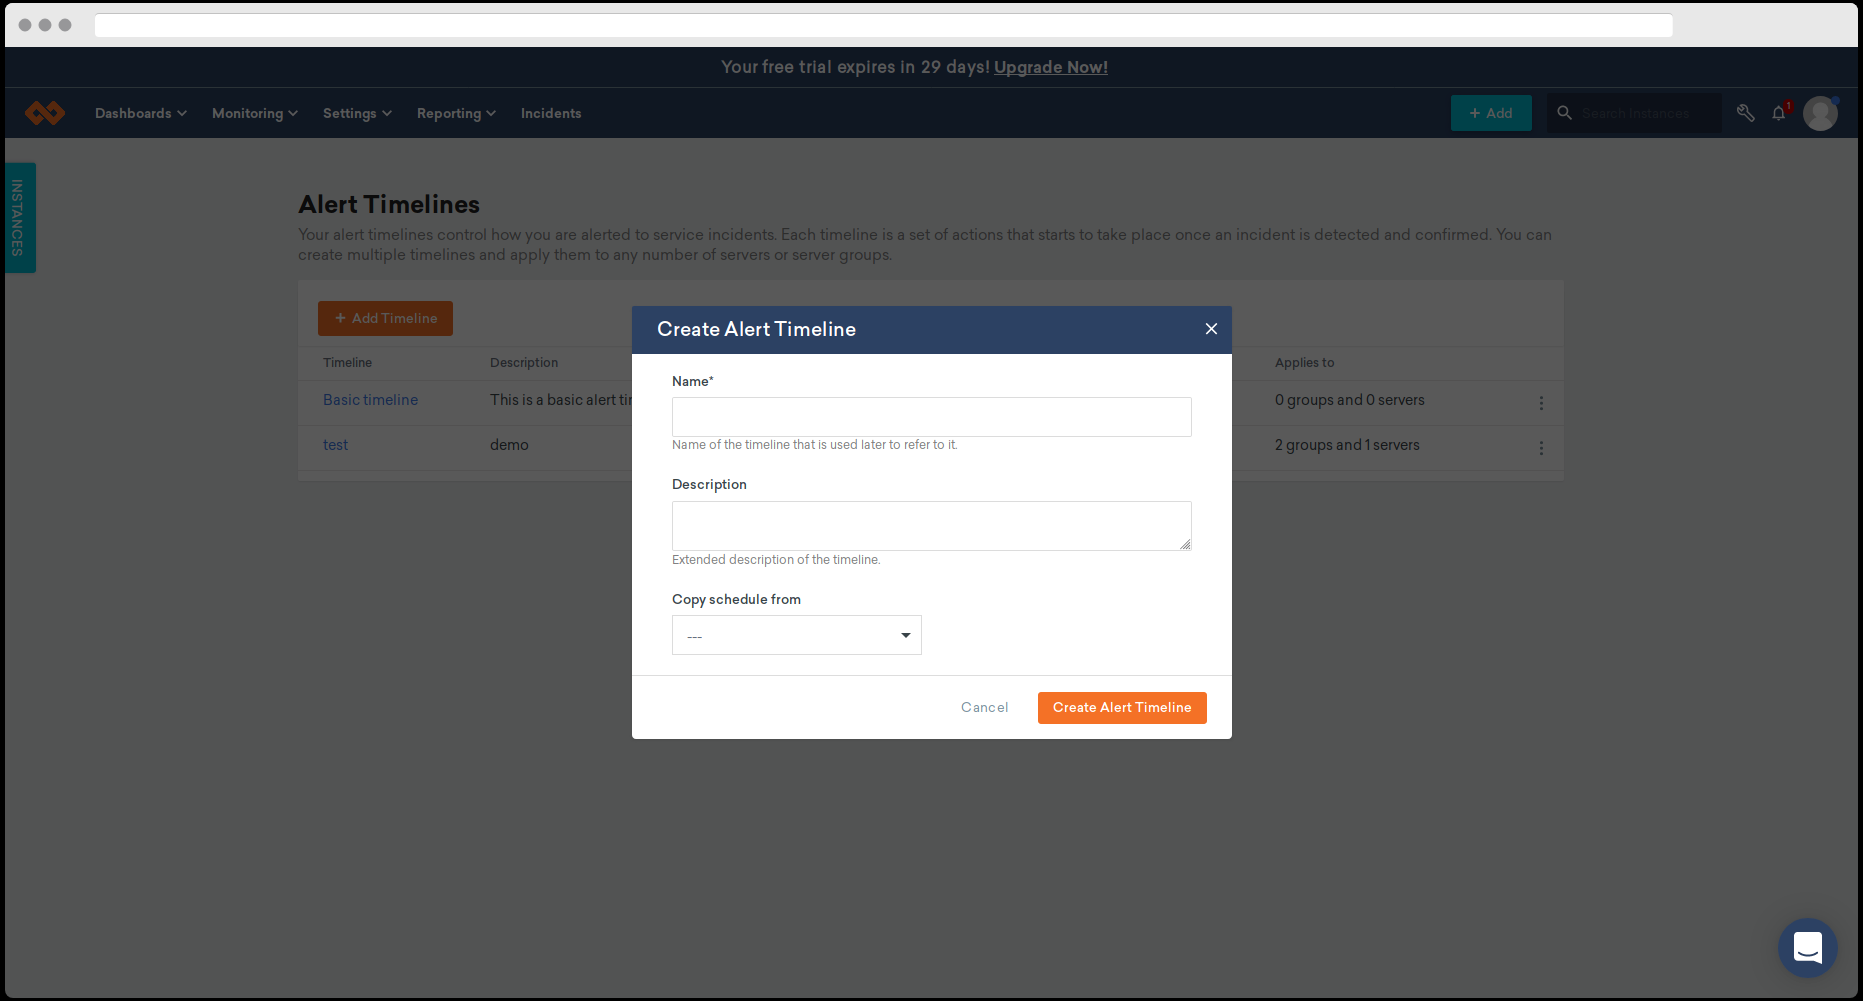 Your free trial expires in 29 days! Upgrade Now!
Dashboards Monitoring Settings Reporting Incidents + Add Search Instances 1
INSTANCES
Alert Timelines
Your alert timelines control how you are alerted to service incidents. Each timeline is a set of actions that starts to take place once an incident is detected and confirmed. You can
create multiple timelines and apply them to any number of servers or server groups.
+ Add Timeline
Timeline Description Applies to
Basic timeline This is a basic alert tim 0 groups and 0 servers
test demo 2 groups and 1 servers
Create Alert Timeline
Name*
Name of the timeline that is used later to refer to it.
Description
Extended description of the timeline.
Copy schedule from
---
Cancel Create Alert Timeline